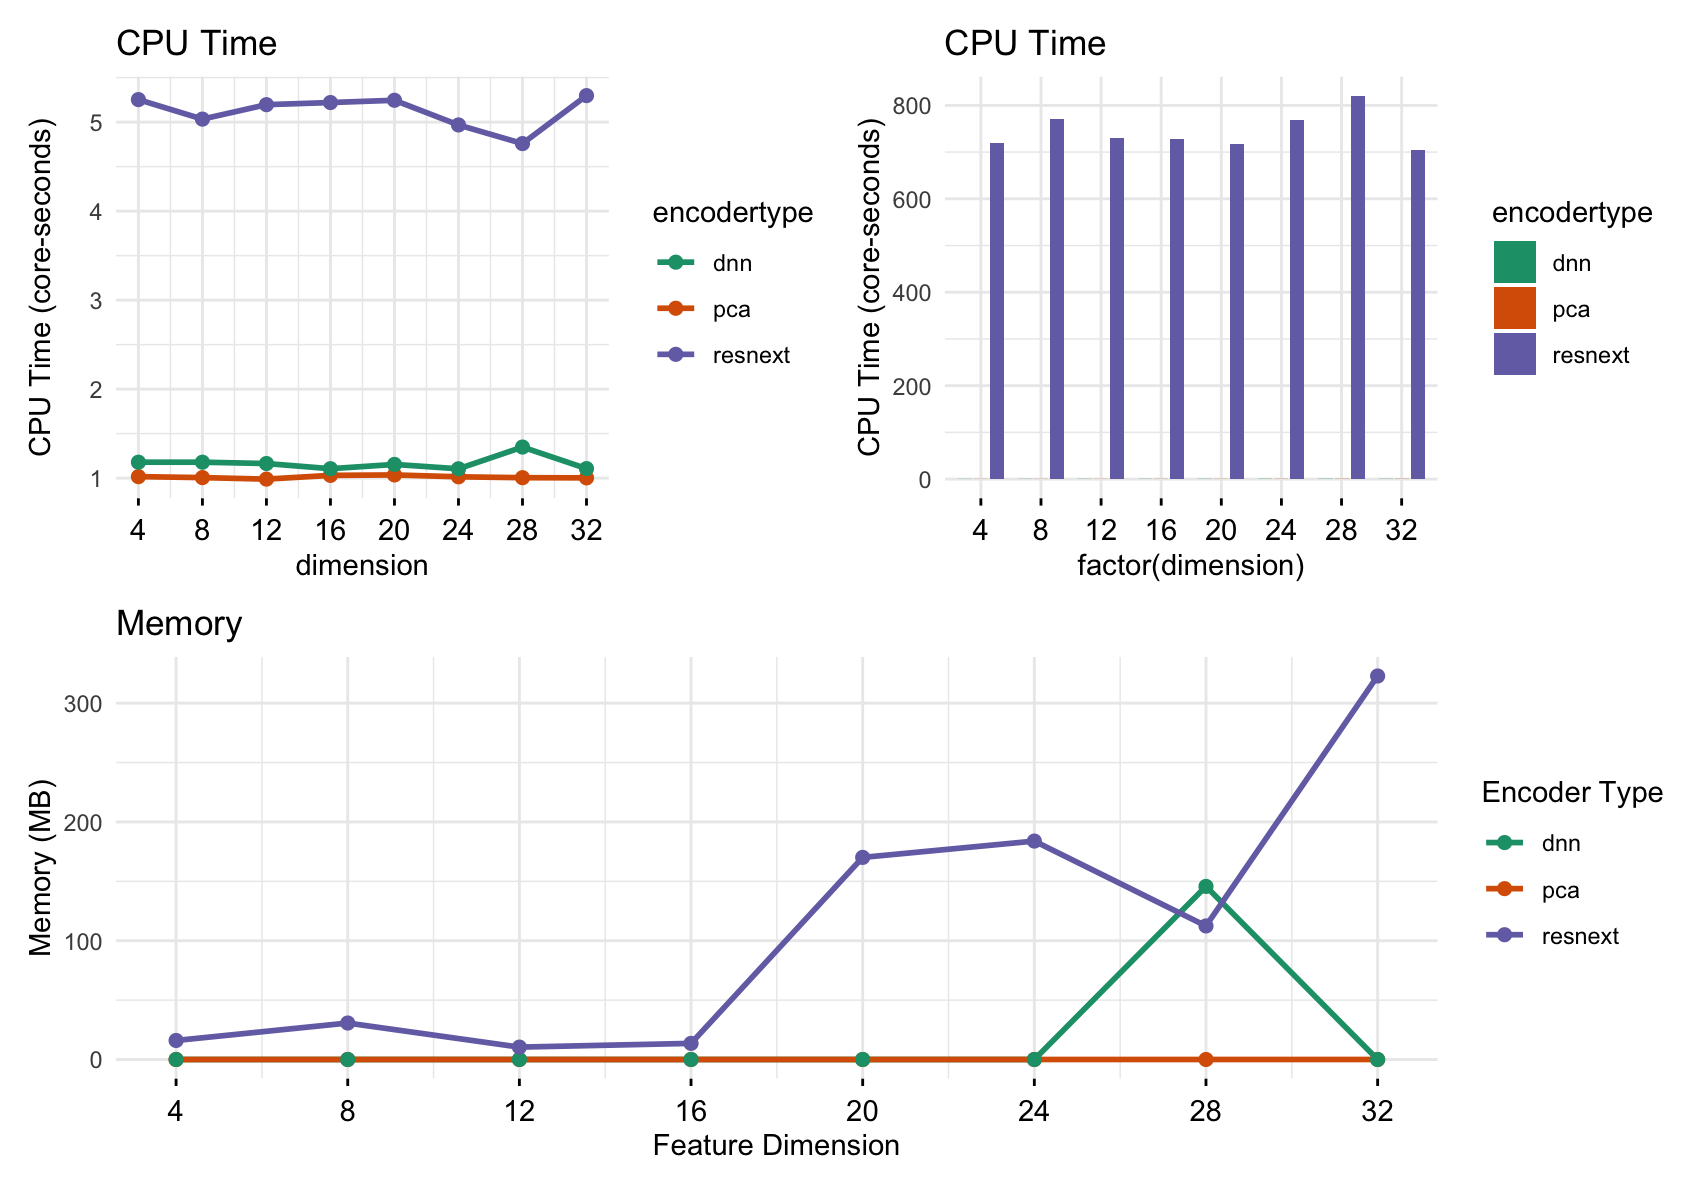 CPU Time
CPU Time (core-seconds)
5
4
3
2
1
4 8 12 16 20 24 28 32
dimension
encodertype
dnn
pca
resnext
CPU Time
CPU Time (core-seconds)
800
600
400
200
0
4 8 12 16 20 24 28 32
factor(dimension)
encodertype
dnn
pca
resnext
Memory
Memory (MB)
300
200
100
0
4 8 12 16 20 24 28 32
Feature Dimension
Encoder Type
dnn
pca
resnext